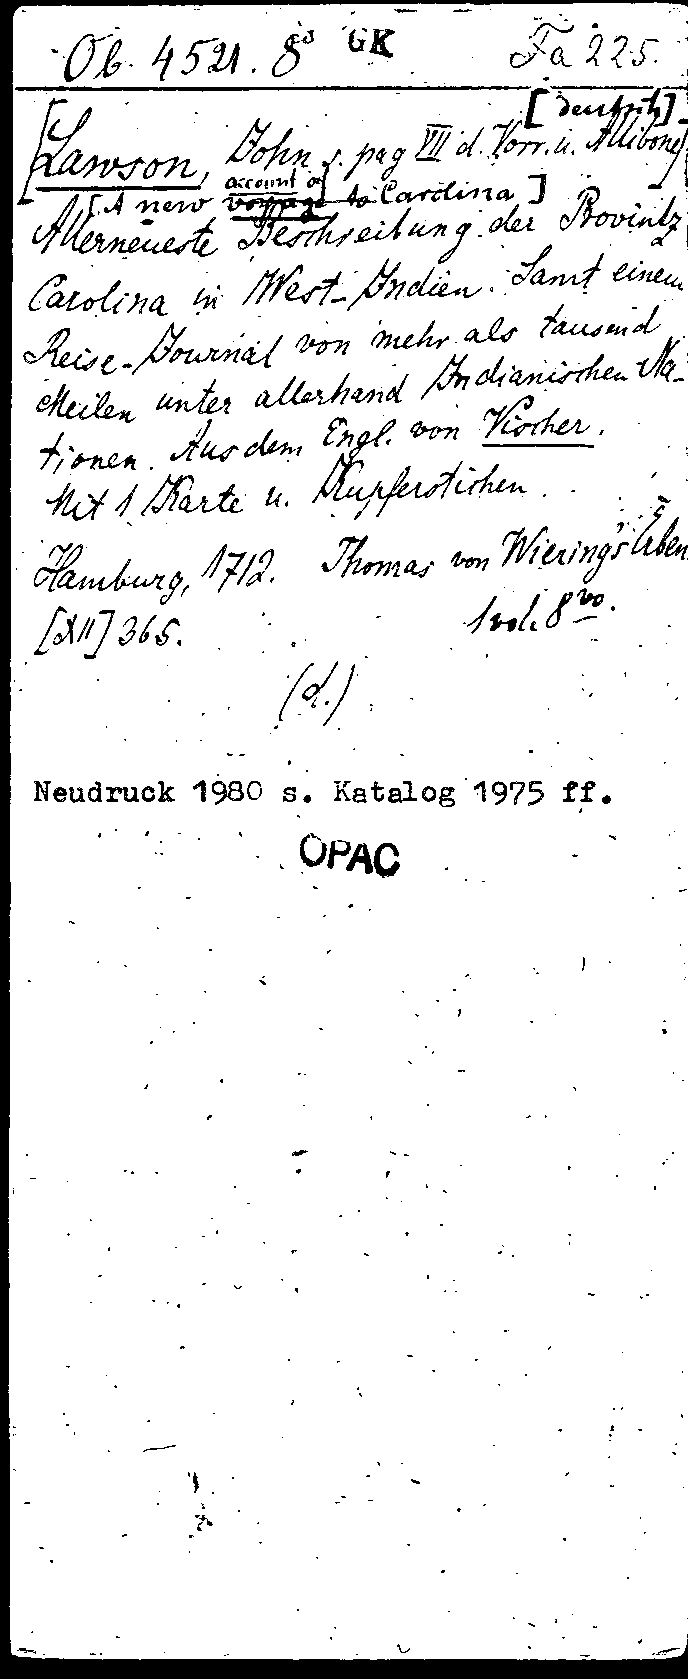 Ob. 4521. 8° GK Fa 225.
[deutsch]
[Lawson, John s. pag VII d. Vorr. u. Allibone]
[A new account of voyage to Carolina]
Allerneueste Beschreibung der Provintz
Carolina in West-Indien. Samt einem
Reise-Journal von mehr als tausend
Meilen unter allerhand Indianischen Na-
tionen. Aus dem Engl. von Vischer.
Mit 1 Karte u. Kupferstichen.
Hamburg, 1712. Thomas von Wierings Erben
[XII] 365. 1 vol. 8vo.
(d.)
Neudruck 1980 s. Katalog 1975 ff.
OPAC